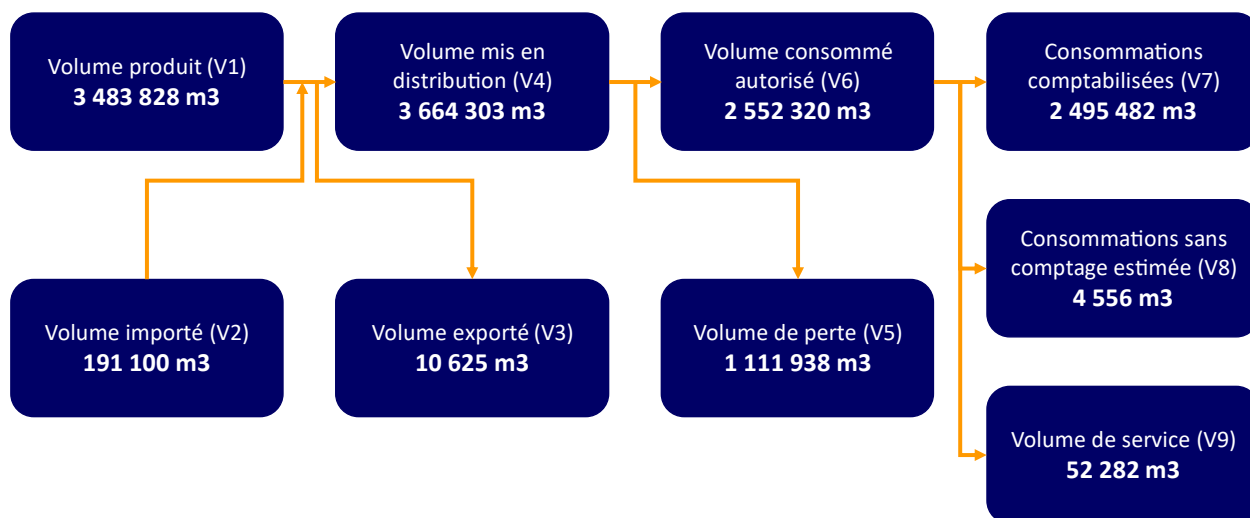 Volume produit (V1)
3 483 828 m3
Volume mis en
distribution (V4)
3 664 303 m3
Volume consommé
autorisé (V6)
2 552 320 m3
Consommations
comptabilisées (V7)
2 495 482 m3
Consommations sans
comptage estimée (V8)
4 556 m3
Volume importé (V2)
191 100 m3
Volume exporté (V3)
10 625 m3
Volume de perte (V5)
1 111 938 m3
Volume de service (V9)
52 282 m3